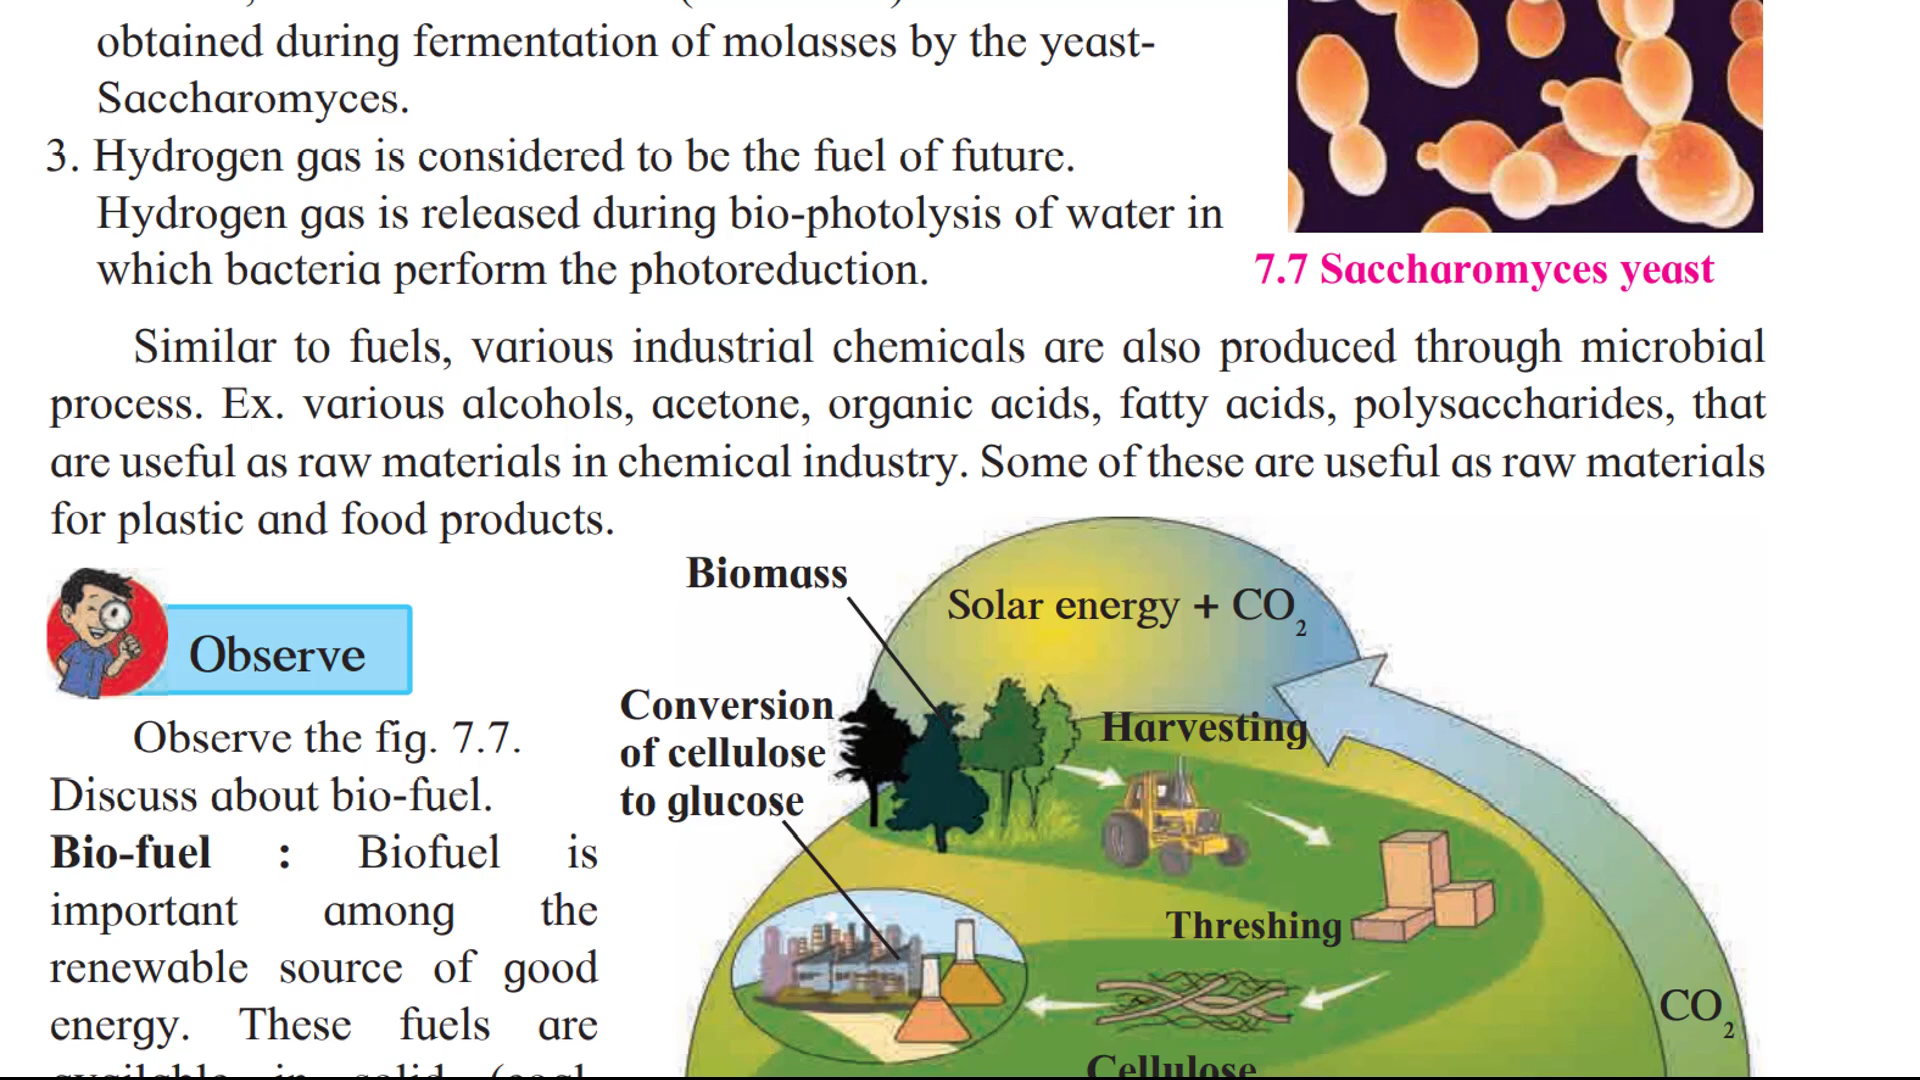 obtained during fermentation of molasses by the yeast-
Saccharomyces.
3. Hydrogen gas is considered to be the fuel of future.
Hydrogen gas is released during bio-photolysis of water in
which bacteria perform the photoreduction.
7.7 Saccharomyces yeast
Similar to fuels, various industrial chemicals are also produced through microbial
process. Ex. various alcohols, acetone, organic acids, fatty acids, polysaccharides, that
are useful as raw materials in chemical industry. Some of these are useful as raw materials
for plastic and food products.
Observe
Observe the fig. 7.7.
Discuss about bio-fuel.
Bio-fuel : Biofuel is
important among the
renewable source of good
energy. These fuels are
available in solid (coal,
Biomass
Solar energy + CO2
Conversion
of cellulose
to glucose
Harvesting
Threshing
CO2
Cellulose